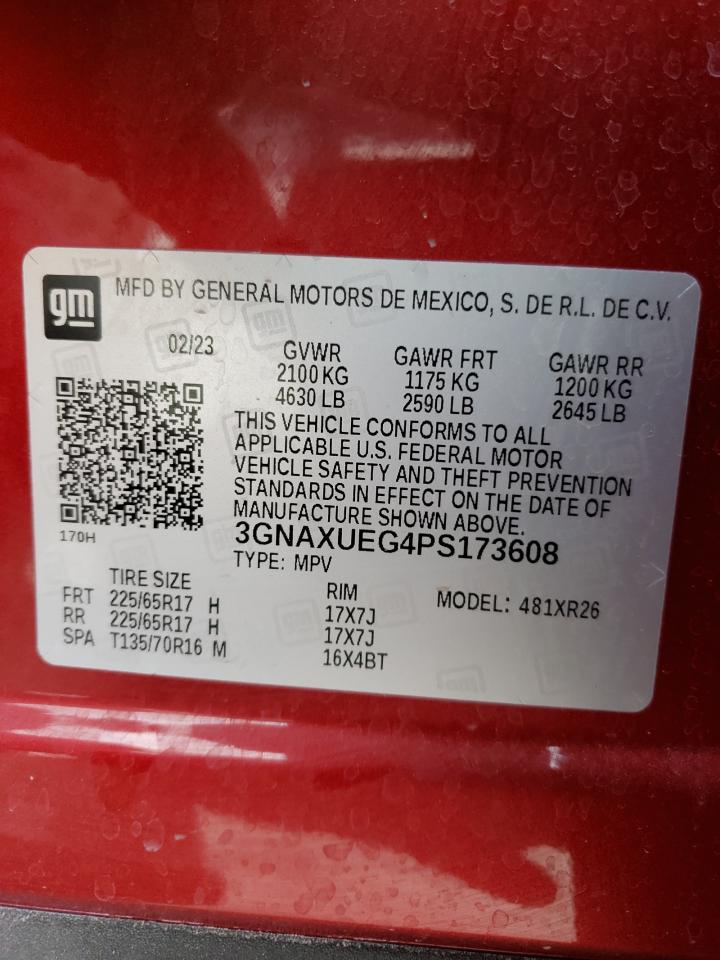 gm MFD BY GENERAL MOTORS DE MEXICO, S. DE R.L. DE C.V.
02/23 GVWR GAWR FRT GAWR RR
2100 KG 1175 KG 1200 KG
4630 LB 2590 LB 2645 LB
THIS VEHICLE CONFORMS TO ALL
APPLICABLE U.S. FEDERAL MOTOR
VEHICLE SAFETY AND THEFT PREVENTION
STANDARDS IN EFFECT ON THE DATE OF
MANUFACTURE SHOWN ABOVE.
170H
3GNAXUEG4PS173608
TYPE: MPV
TIRE SIZE RIM MODEL: 481XR26
FRT 225/65R17 H 17X7J
RR 225/65R17 H 17X7J
SPA T135/70R16 M 16X4BT